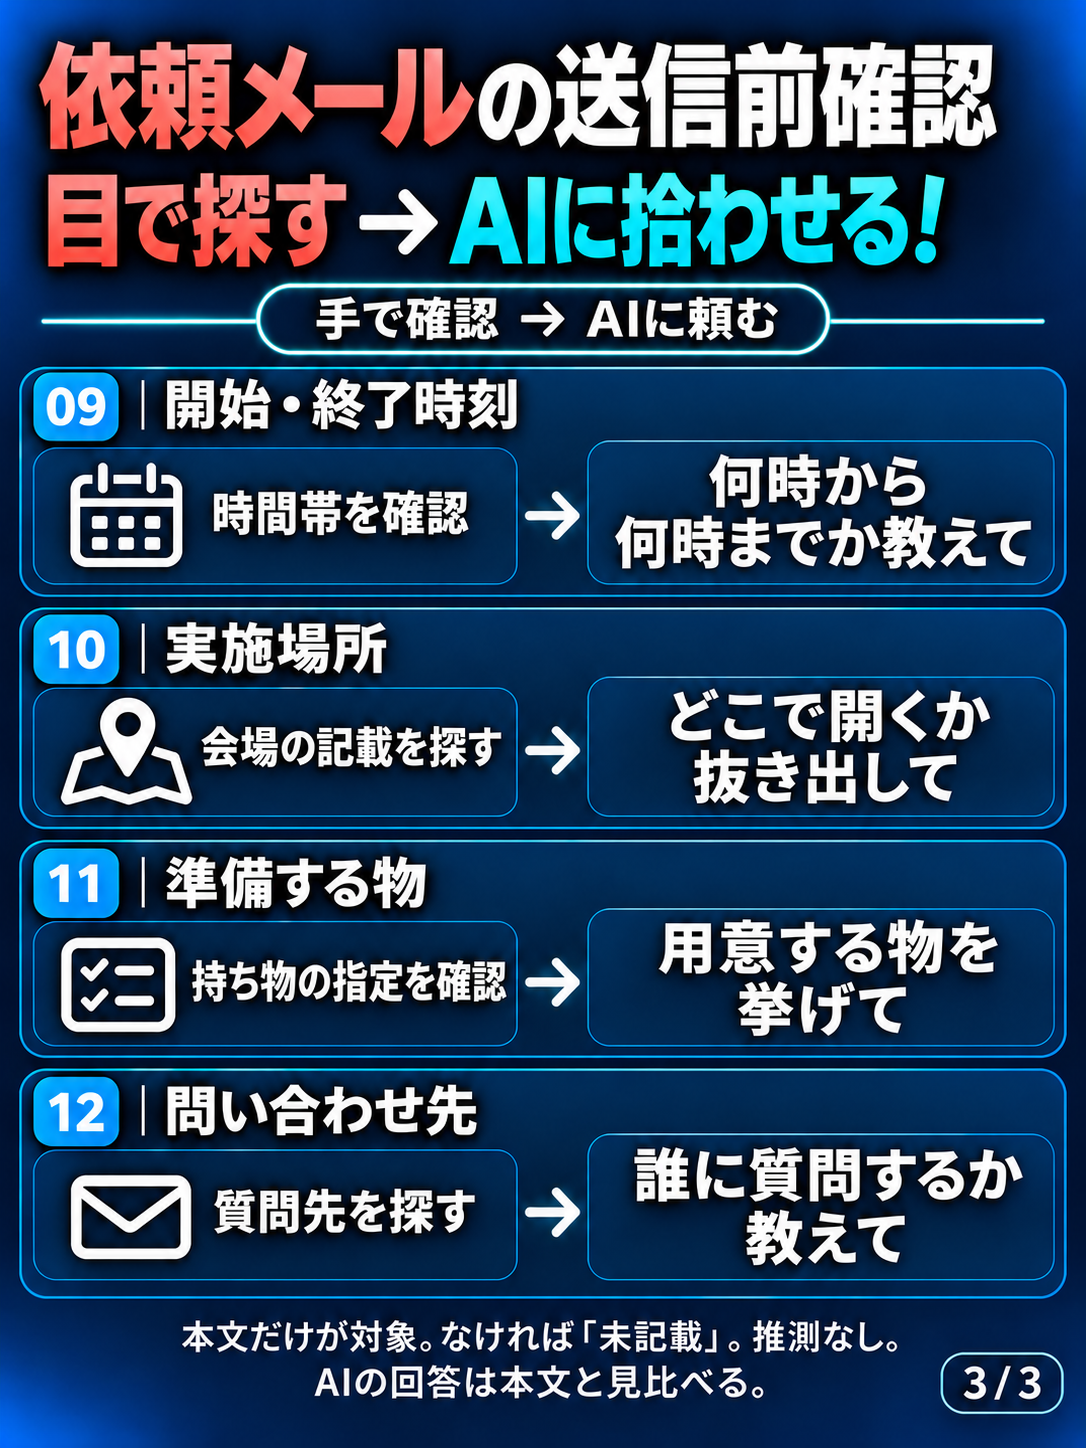 依頼メールの送信前確認
目で探す→AIに拾わせる!
手で確認 → AIに頼む
09 | 開始・終了時刻
時間帯を確認
→
何時から
何時までか教えて
10 | 実施場所
会場の記載を探す
→
どこで開くか
抜き出して
11 | 準備する物
持ち物の指定を確認
→
用意する物を
挙げて
12 | 問い合わせ先
質問先を探す
→
誰に質問するか
教えて
本文だけが対象。なければ「未記載」。推測なし。
AIの回答は本文と見比べる。
3/3